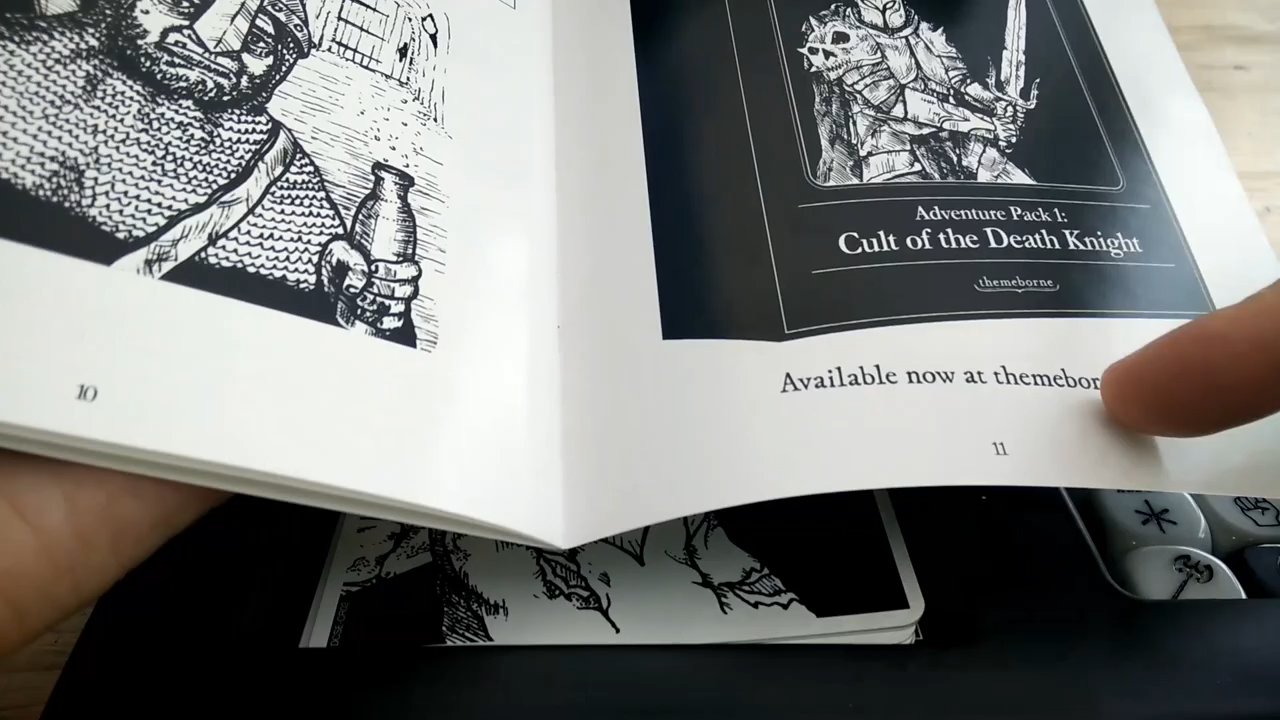 10
Adventure Pack 1:
Cult of the Death Knight
themeborne
Available now at themebor
11